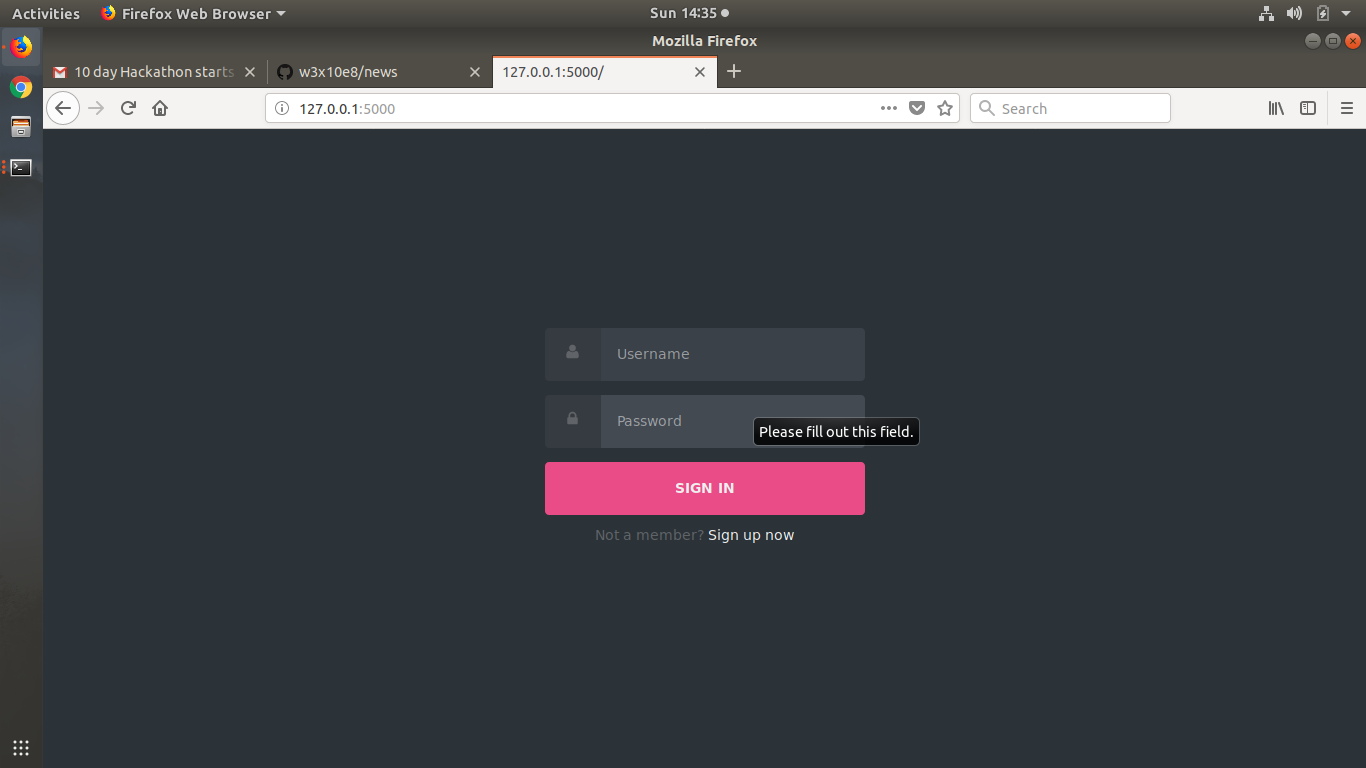 Activities Firefox Web Browser Sun 14:35
Mozilla Firefox
10 day Hackathon starts w3x10e8/news 127.0.0.1:5000/
127.0.0.1:5000 Search
Username
Password
Please fill out this field.
SIGN IN
Not a member? Sign up now